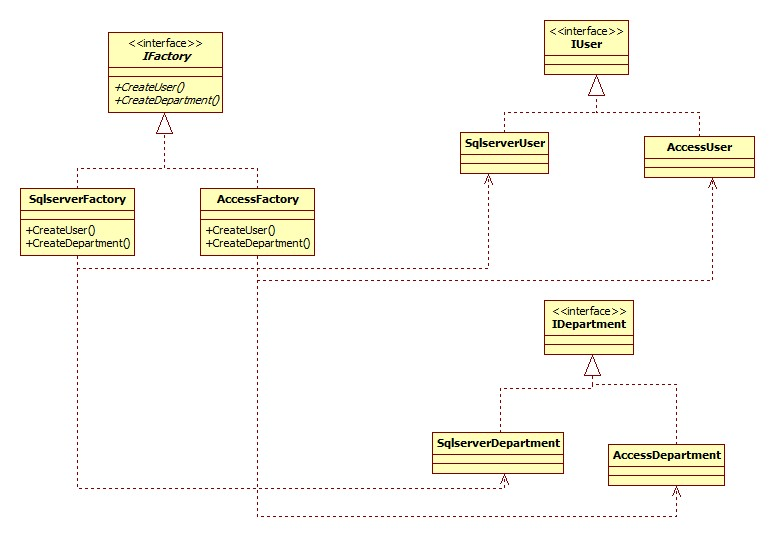 <<interface>>
IFactory
+CreateUser()
+CreateDepartment()
<<interface>>
IUser
SqlserverUser
AccessUser
SqlserverFactory
+CreateUser()
+CreateDepartment()
AccessFactory
+CreateUser()
+CreateDepartment()
<<interface>>
IDepartment
SqlserverDepartment
AccessDepartment